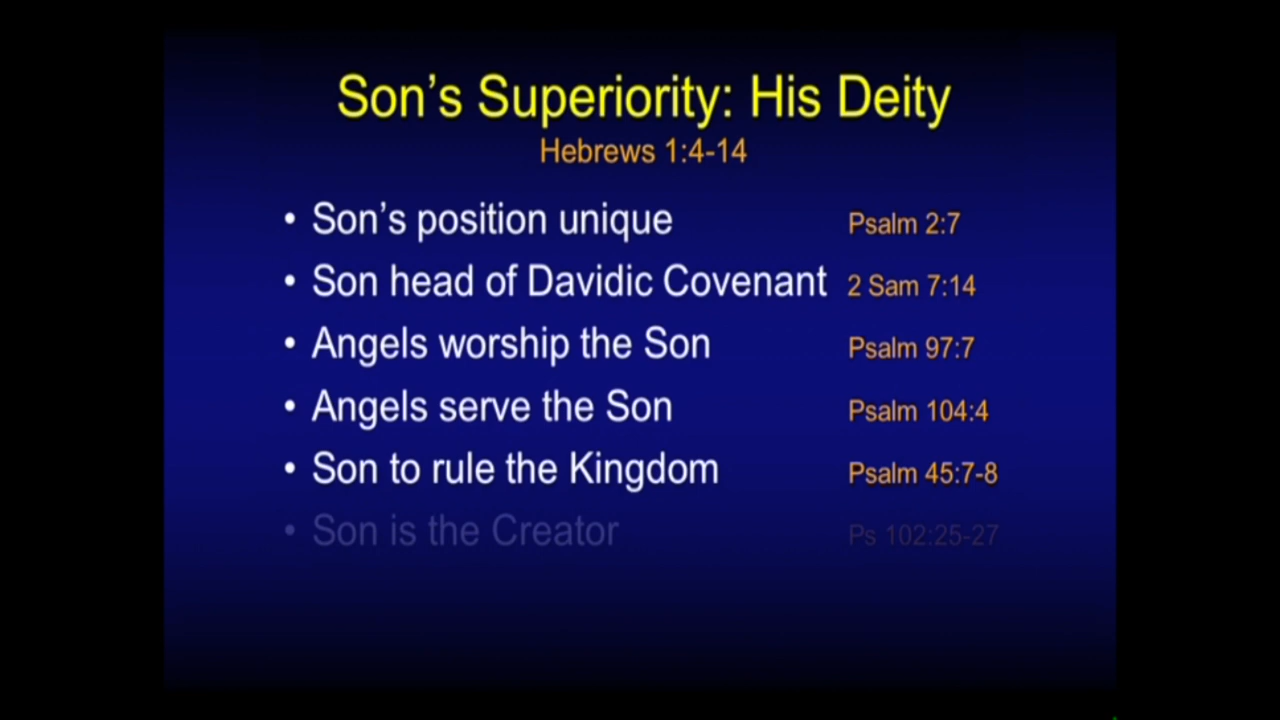 Son's Superiority: His Deity
Hebrews 1:4-14
• Son's position unique Psalm 2:7
• Son head of Davidic Covenant 2 Sam 7:14
• Angels worship the Son Psalm 97:7
• Angels serve the Son Psalm 104:4
• Son to rule the Kingdom Psalm 45:7-8
• Son is the Creator Ps 102:25-27